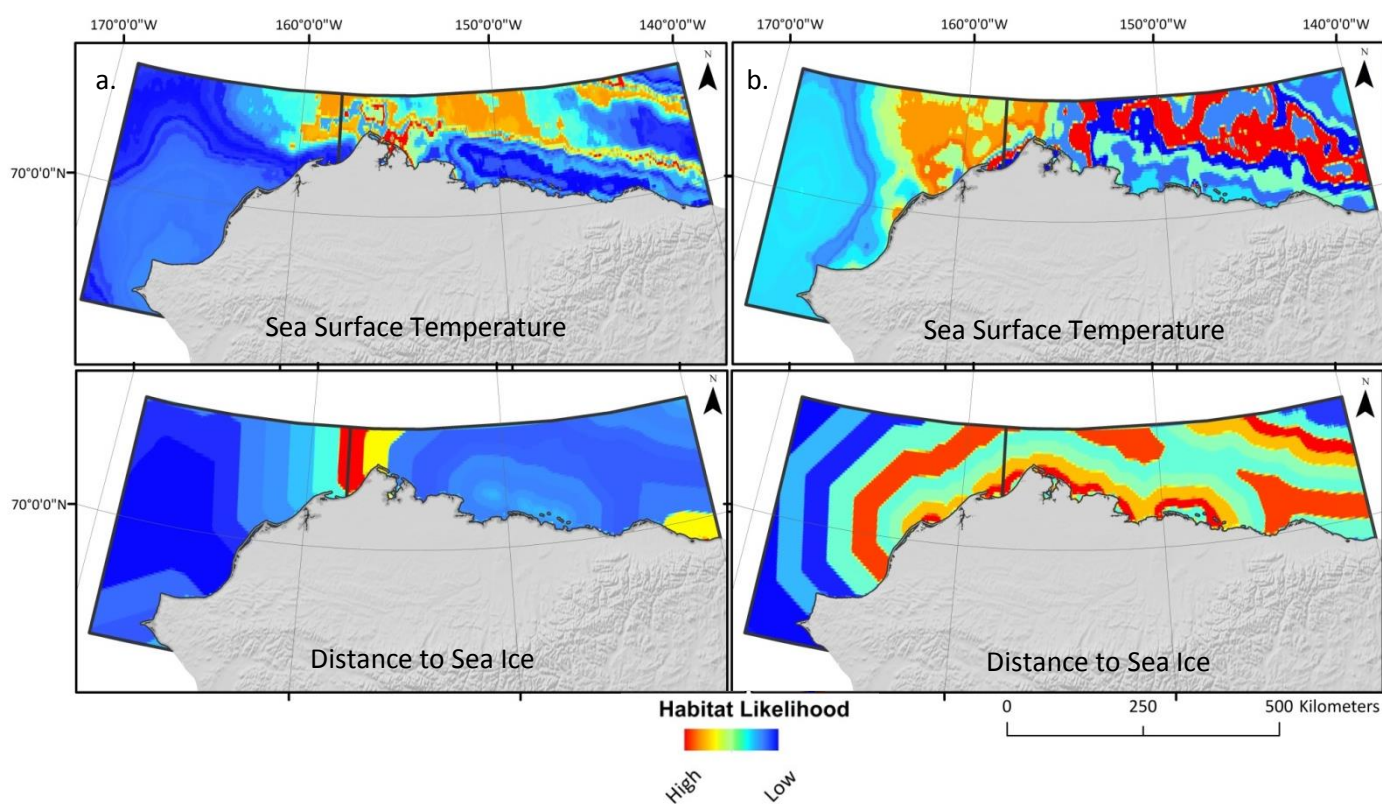 170°0'0"W 160°0'0"W 150°0'0"W 140°0'0"W
170°0'0"W 160°0'0"W 150°0'0"W 140°0'0"W
a.
N
70°0'0"N
Sea Surface Temperature
b.
N
Sea Surface Temperature
N
70°0'0"N
Distance to Sea Ice
N
Distance to Sea Ice
Habitat Likelihood
High Low
0 250 500 Kilometers